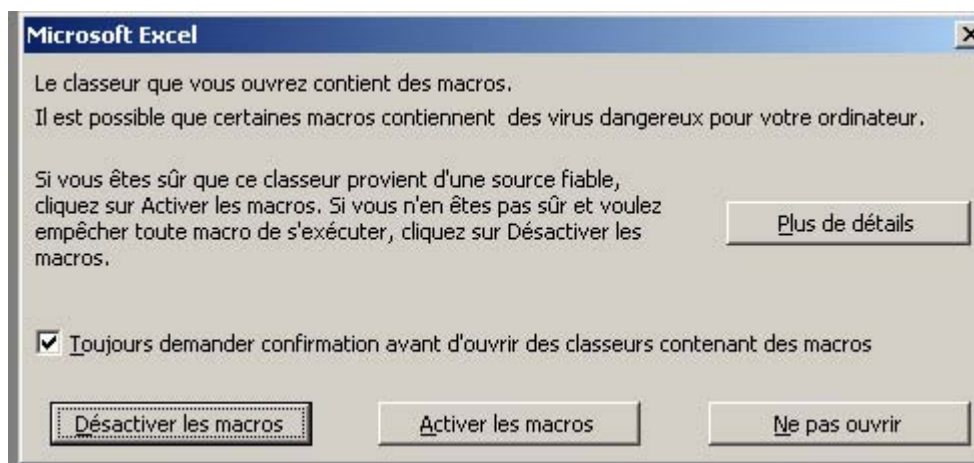 Microsoft Excel
Le classeur que vous ouvrez contient des macros.
Il est possible que certaines macros contiennent des virus dangereux pour votre ordinateur.
Si vous êtes sûr que ce classeur provient d'une source fiable,
cliquez sur Activer les macros. Si vous n'en êtes pas sûr et voulez
empêcher toute macro de s'exécuter, cliquez sur Désactiver les
macros.
Plus de détails
Toujours demander confirmation avant d'ouvrir des classeurs contenant des macros
Désactiver les macros
Activer les macros
Ne pas ouvrir